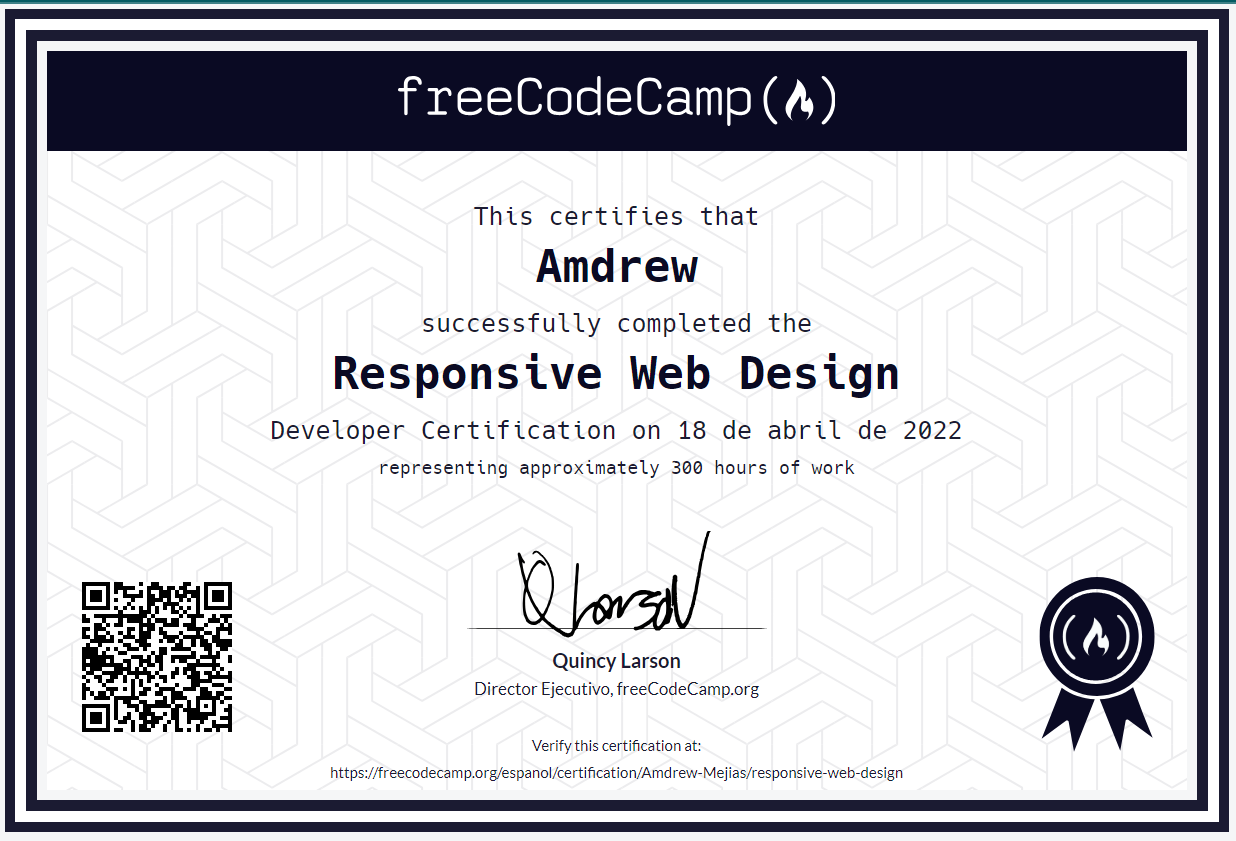 freeCodeCamp
This certifies that
Amdrew
successfully completed the
Responsive Web Design
Developer Certification on 18 de abril de 2022
representing approximately 300 hours of work
Quincy Larson
Director Ejecutivo, freeCodeCamp.org
Verify this certification at:
https://freecodecamp.org/espanol/certification/Amdrew-Mejias/responsive-web-design